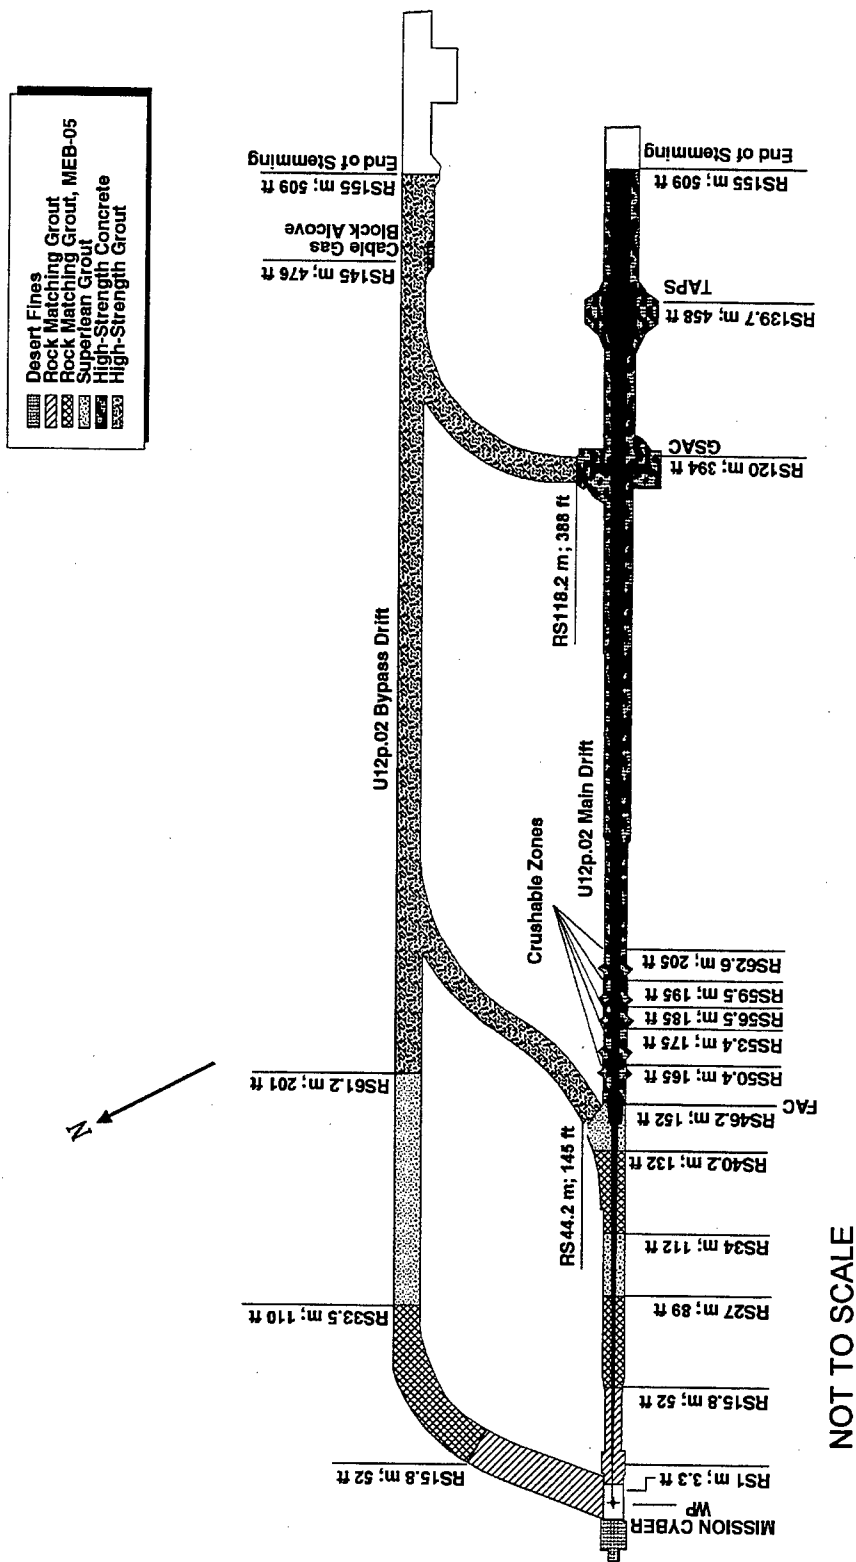 Desert Fines
Rock Matching Grout
Rock Matching Grout, MEB-05
Superlean Grout
High-Strength Concrete
High-Strength Grout
End of Stemming
RS155 m; 509 ft
Cable Gas
Block Alcove
RS145 m; 476 ft
U12p.02 Bypass Drift
RS61.2 m; 201 ft
RS33.5 m; 110 ft
RS15.8 m; 52 ft
N
End of Stemming
RS155 m; 509 ft
TAPS
RS139.7 m; 458 ft
GSAC
RS120 m; 394 ft
RS118.2 m; 388 ft
U12p.02 Main Drift
Crushable Zones
RS62.6 m; 205 ft
RS59.5 m; 195 ft
RS56.5 m; 185 ft
RS53.4 m; 175 ft
RS50.4 m; 165 ft
FAC
RS46.2 m; 152 ft
RS44.2 m; 145 ft
RS40.2 m; 132 ft
RS34 m; 112 ft
RS27 m; 89 ft
RS15.8 m; 52 ft
RS1 m; 3.3 ft
WP
MISSION CYBER
NOT TO SCALE